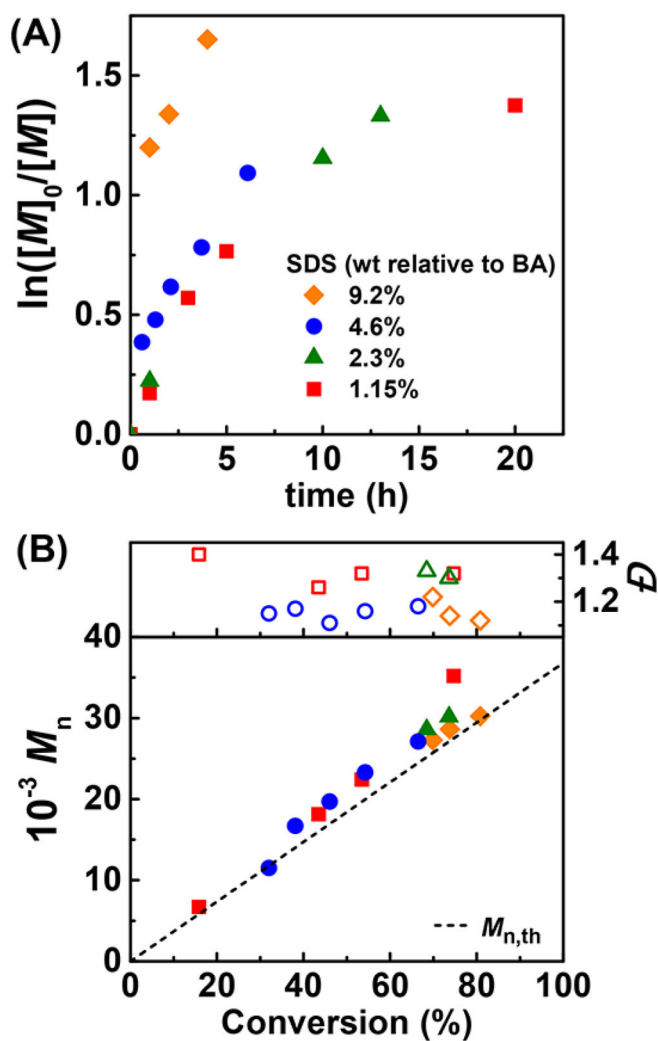 (A)
ln([M]₀/[M])
1.5
1.0
0.5
0.0
SDS (wt relative to BA)
9.2%
4.6%
2.3%
1.15%
0 5 10 15 20
time (h)
(B)
1.4
1.2
Đ
10⁻³ Mₙ
40
30
20
10
0
Mn,th
0 20 40 60 80 100
Conversion (%)